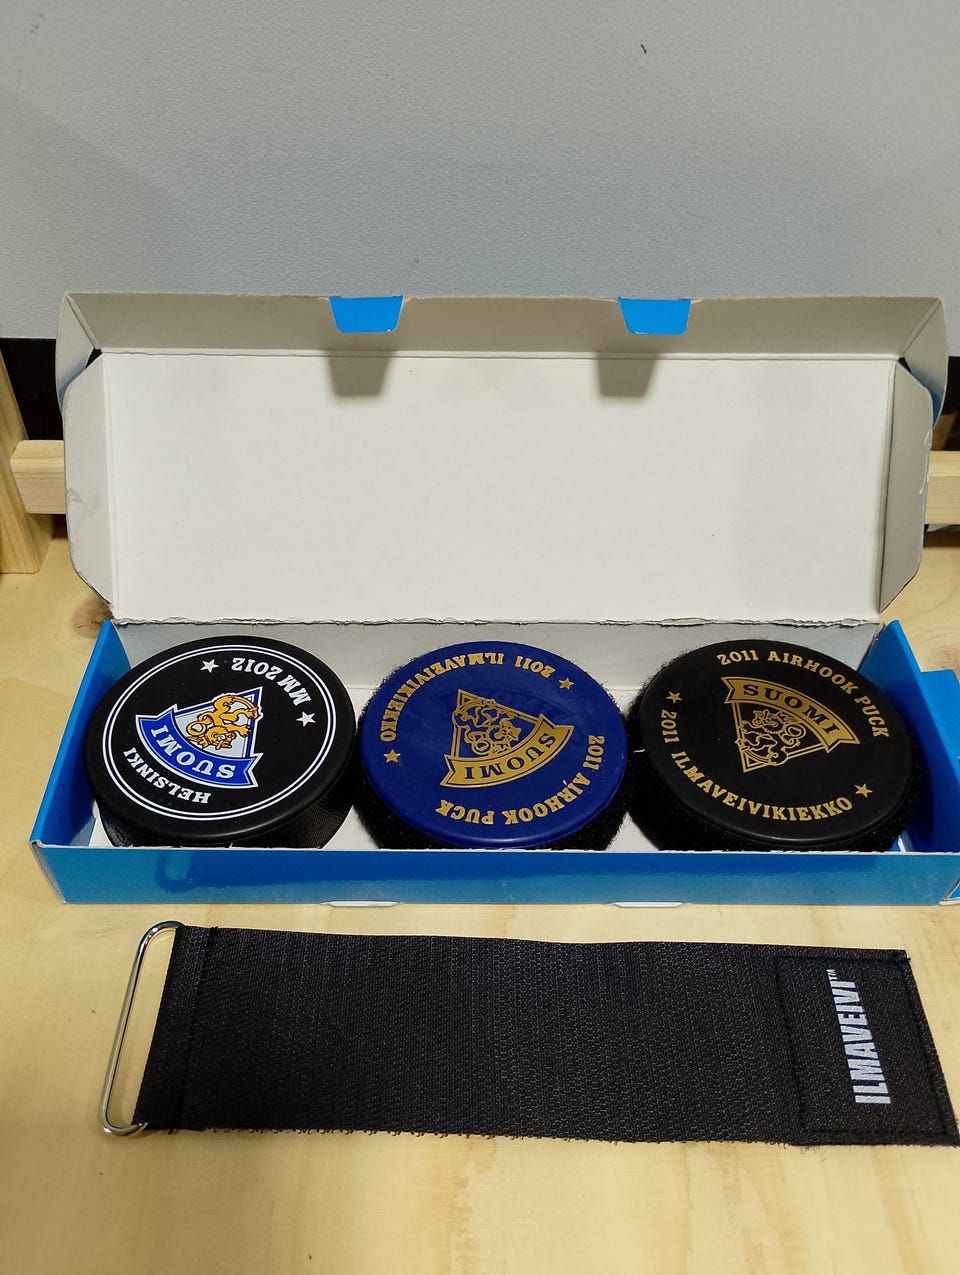 MM 2012
SUOMI
HELSINKI
2011 ILMAVEIVIKIEKKO
SUOMI
2011 AIRHOOK PUCK
2011 AIRHOOK PUCK
SUOMI
2011 ILMAVEIVIKIEKKO
ILMAVEIVI™